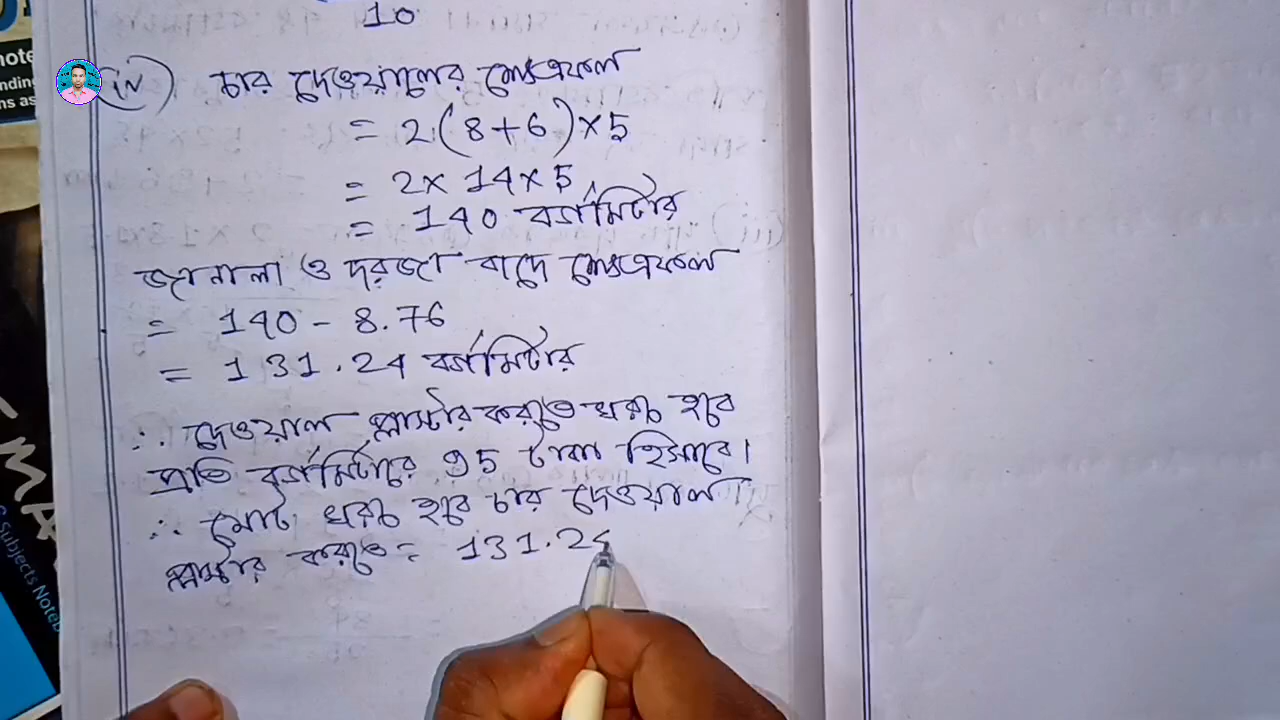 10
(iv) চার দেওয়ালের ক্ষেত্রফল
= 2(8+6)×5
= 2×14×5
= 140 বর্গমিটার
জানালা ও দরজা বাদে ক্ষেত্রফল
= 140 - 8.76
= 131.24 বর্গমিটার
∴ দেওয়াল প্লাস্টার করতে খরচ হবে
প্রতি বর্গমিটারে 95 টাকা হিসাবে।
∴ মোট খরচ হবে চার দেওয়াল
প্লাস্টার করতে = 131.24